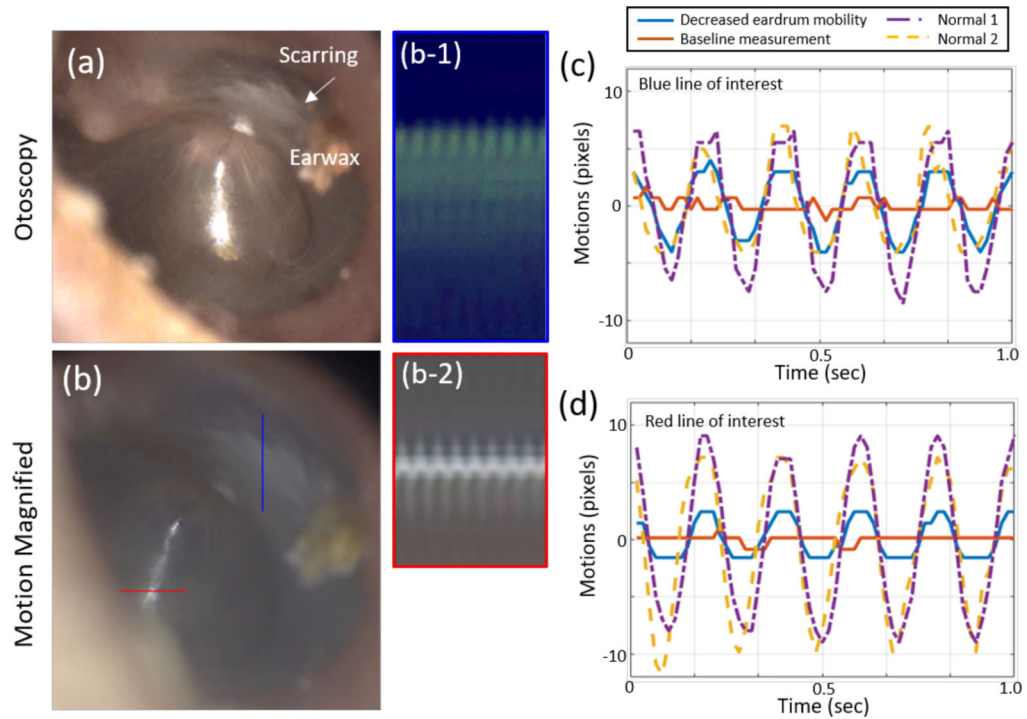 Otoscopy
Motion Magnified
(a)
Scarring
Earwax
(b)
(b-1)
(b-2)
Decreased eardrum mobility
Baseline measurement
Normal 1
Normal 2
(c)
Blue line of interest
Motions (pixels)
10
0
-10
0
0.5
1.0
Time (sec)
(d)
Red line of interest
Motions (pixels)
10
0
-10
0
0.5
1.0
Time (sec)